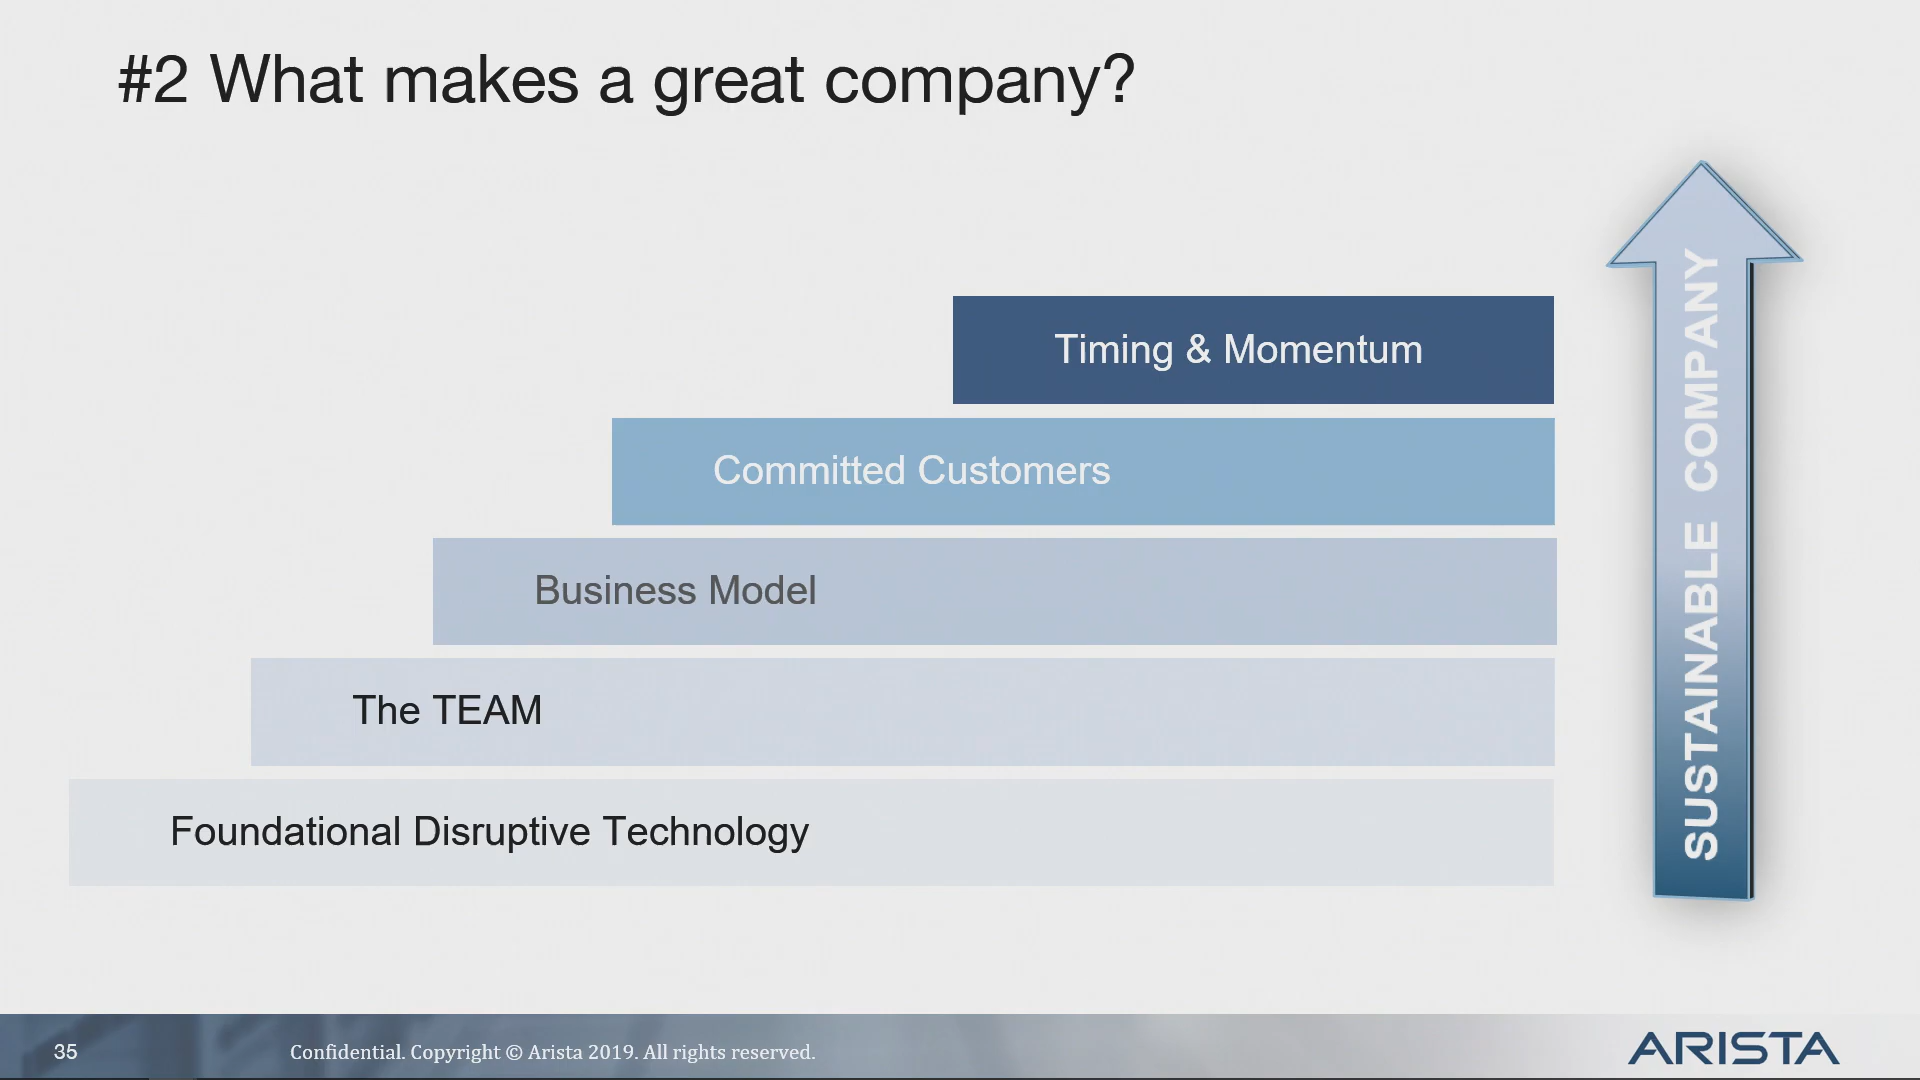 #2 What makes a great company?
Timing & Momentum
Committed Customers
Business Model
The TEAM
Foundational Disruptive Technology
SUSTAINABLE COMPANY
35
Confidential. Copyright © Arista 2019. All rights reserved.
ARISTA